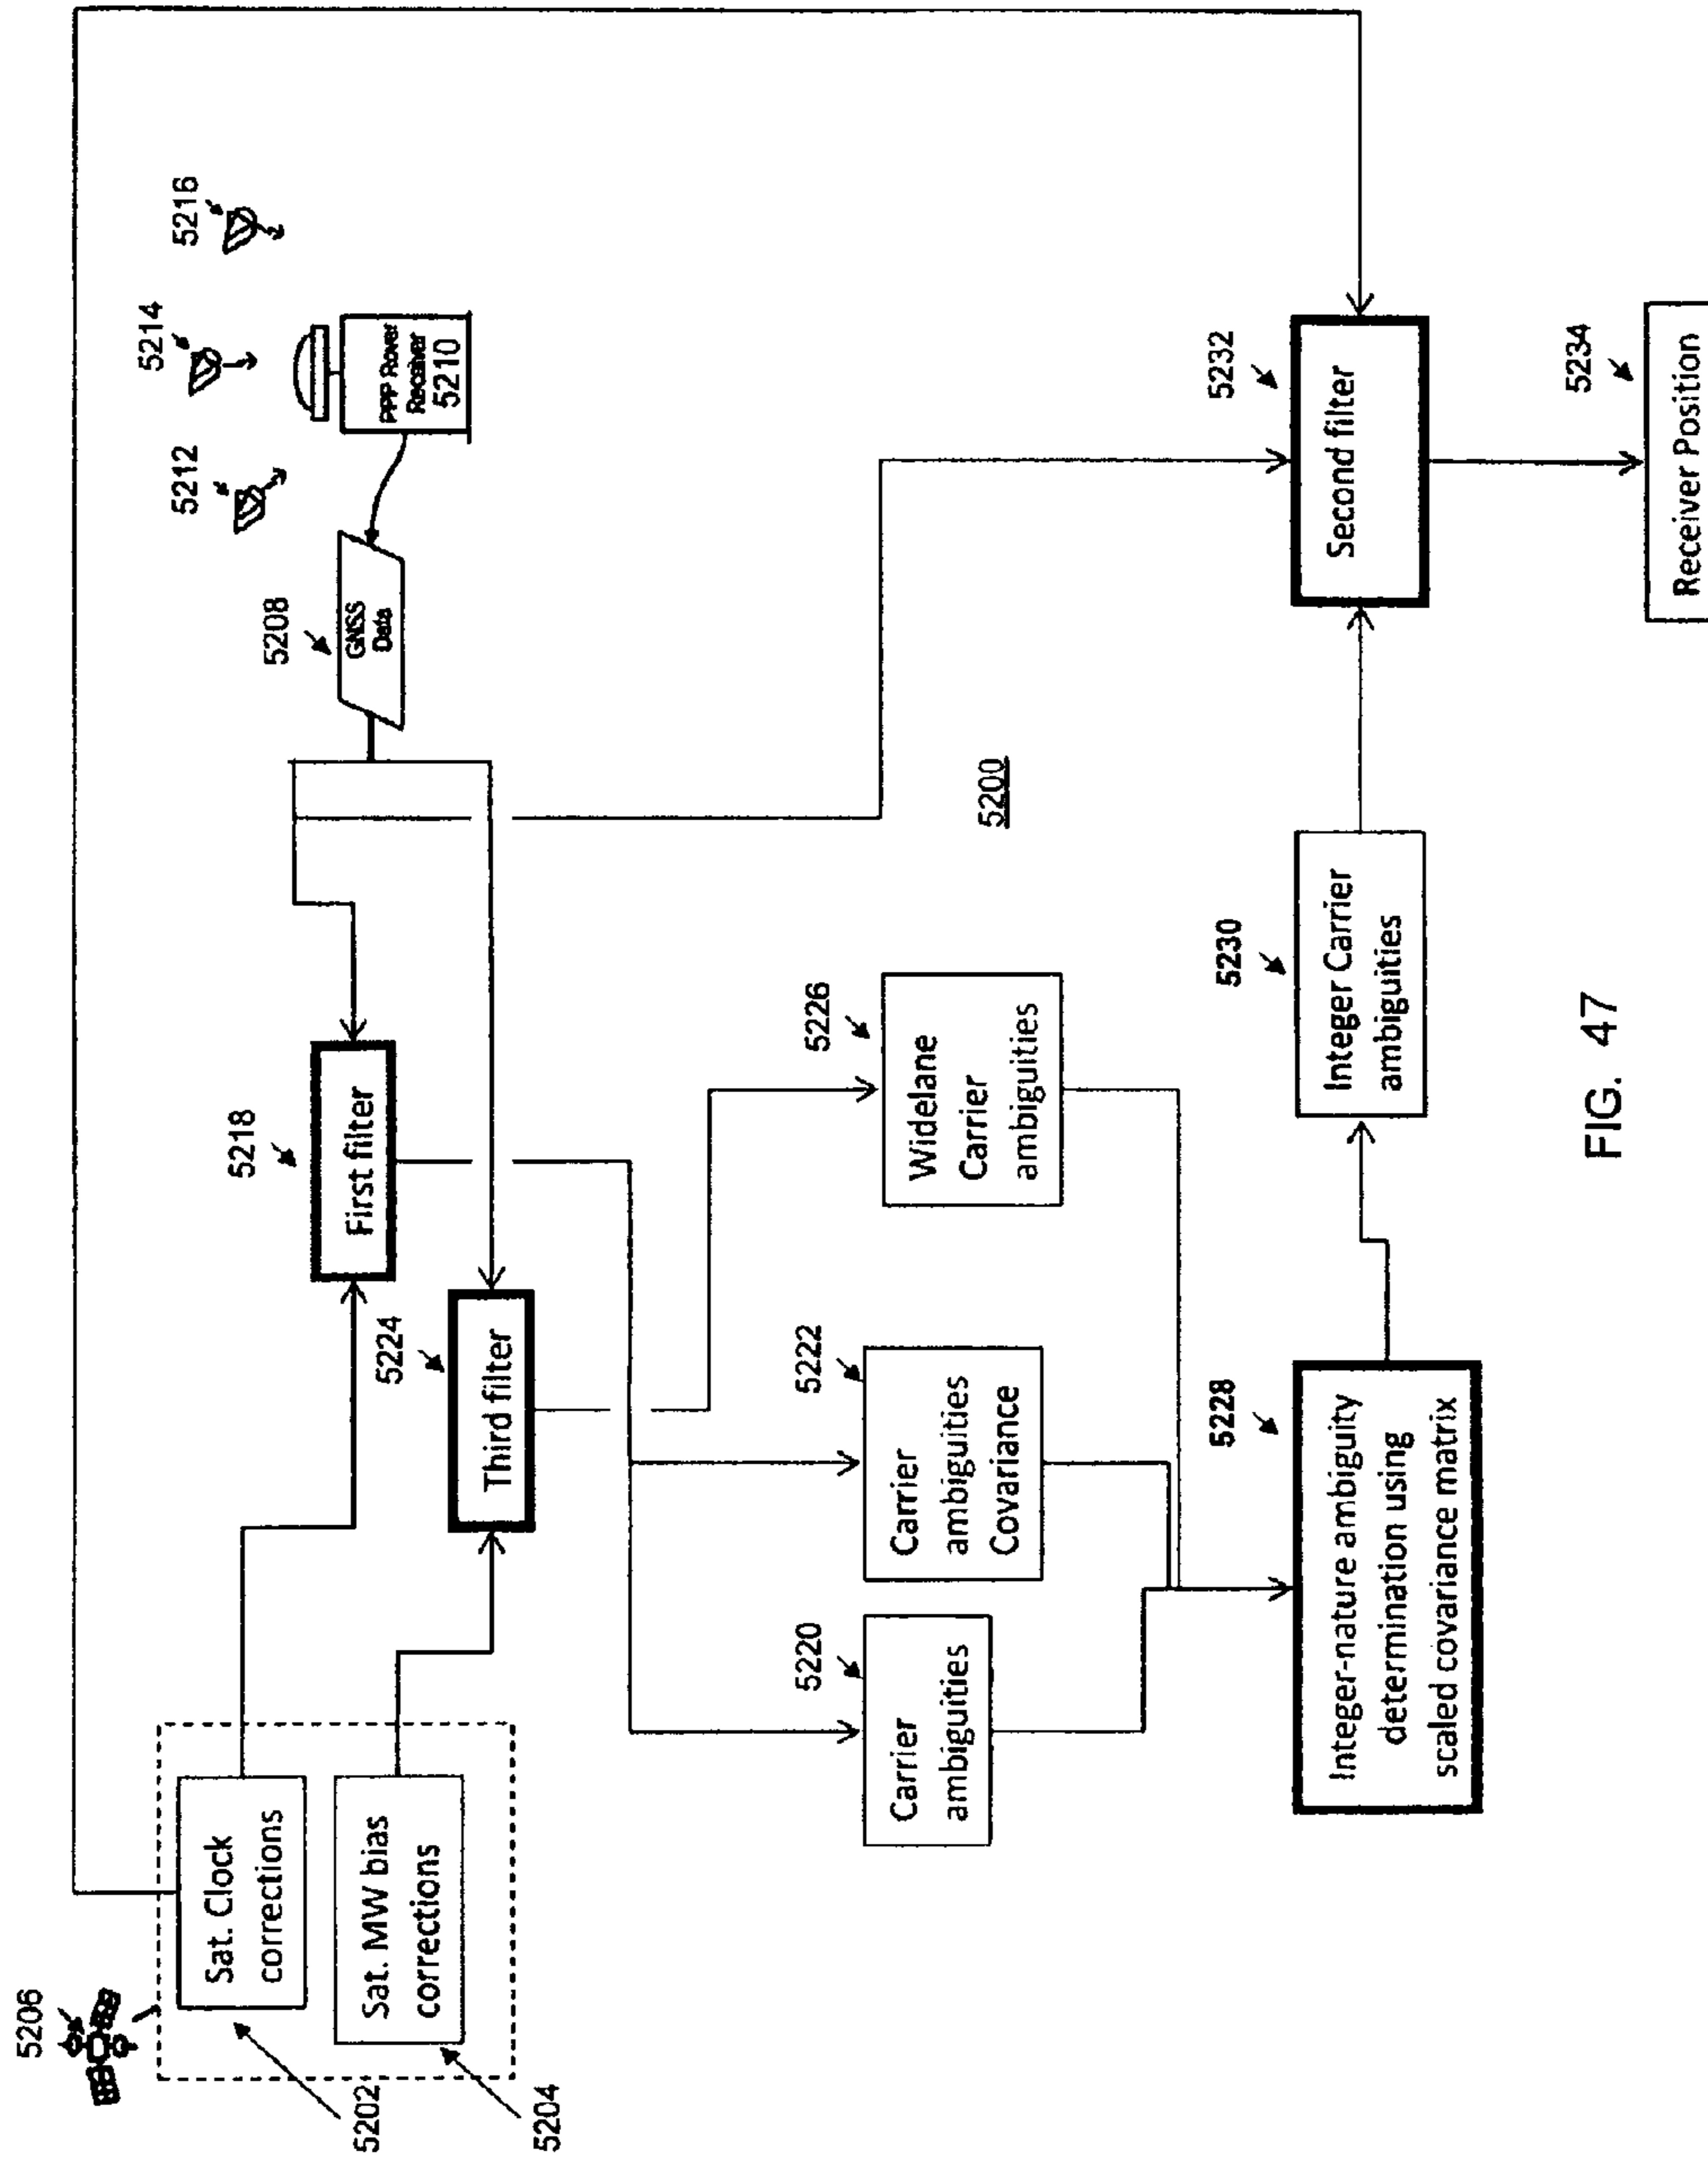 5206
5202
5204
Sat. Clock
corrections
Sat. MW bias
corrections
5218
First filter
5224
Third filter
5208
GNSS
Data
5212
5214
5216
PPP Rover
Receiver
5210
5220
Carrier
ambiguities
5222
Carrier
ambiguities
Covariance
5226
Widelane
Carrier
ambiguities
5200
5228
Integer-nature ambiguity
determination using
scaled covariance matrix
5230
Integer Carrier
ambiguities
5232
Second filter
5234
Receiver Position
FIG. 47